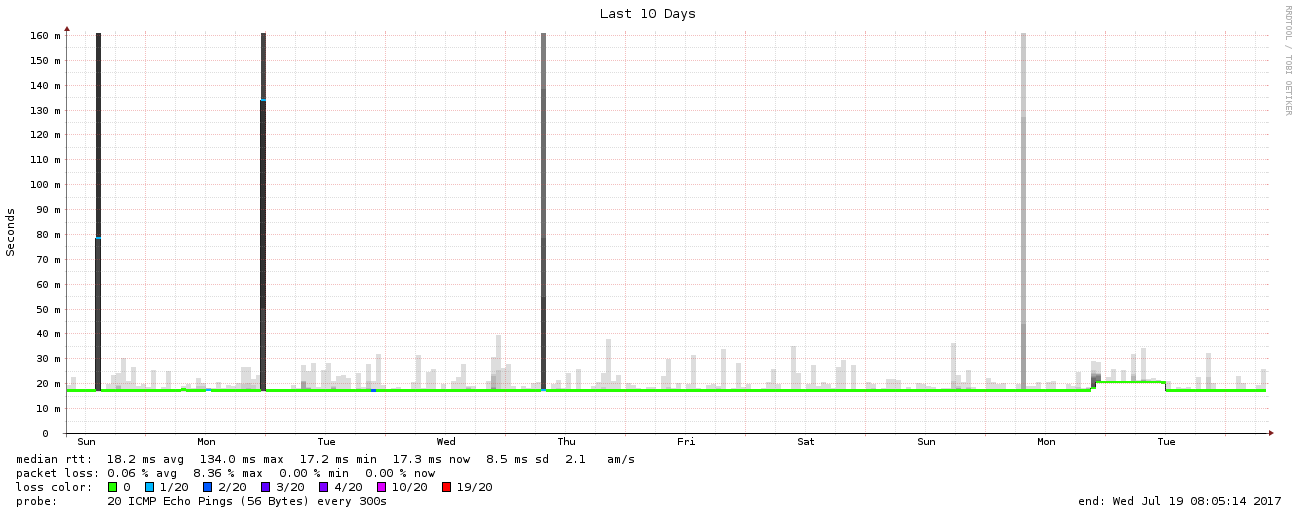 Last 10 Days
RRDTOOL / TOBI OETIKER
Seconds
160 m
150 m
140 m
130 m
120 m
110 m
100 m
90 m
80 m
70 m
60 m
50 m
40 m
30 m
20 m
10 m
0
Sun Mon Tue Wed Thu Fri Sat Sun Mon Tue
median rtt: 18.2 ms avg 134.0 ms max 17.2 ms min 17.3 ms now 8.5 ms sd 2.1 am/s
packet loss: 0.06 % avg 8.36 % max 0.00 % min 0.00 % now
loss color: 0 1/20 2/20 3/20 4/20 10/20 19/20
probe: 20 ICMP Echo Pings (56 Bytes) every 300s
end: Wed Jul 19 08:05:14 2017